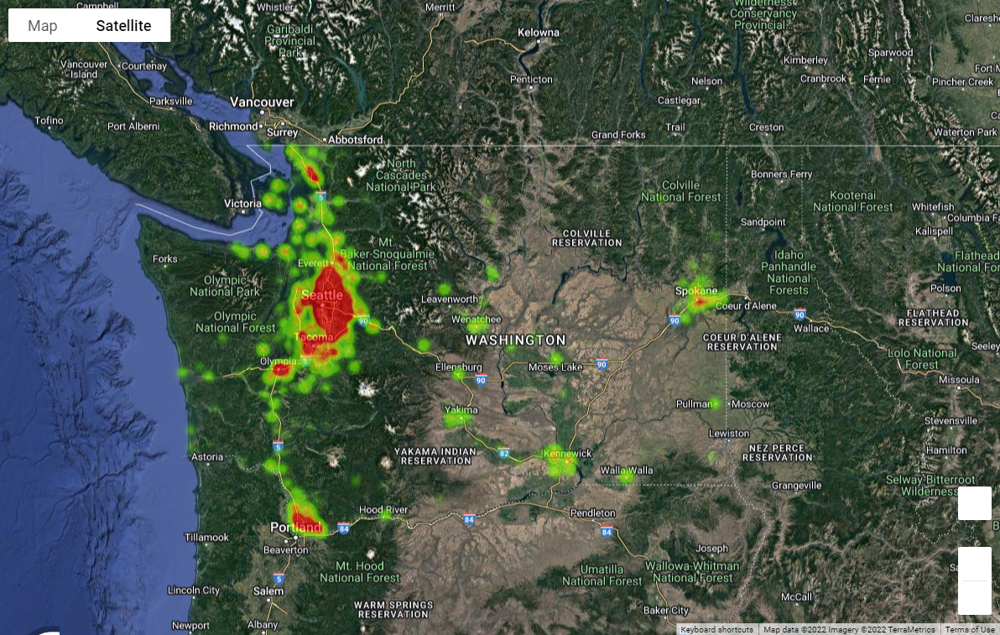 Campbell
Whistler
Merritt
Wilderness
Conservancy
Provincial...
Claresh
Map
Satellite
Garibaldi
Provincial
Park
Kelowna
Sparwood
Vancouver
Island
Courtenay
Kimberley
Fort M
Penticton
Nelson
Cranbrook
Fernie
Pincher Creek
Parksville
Vancouver
Castlegar
Tofino
Port Alberni
Richmond
Surrey
Abbotsford
Grand Forks
Trail
Creston
Waterton Park
North
Cascades
National Park
Bonners Ferry
Colville
National Forest
Kootenai
National Forest
5
Victoria
Whitefish
Columbia Fa
Sandpoint
Kalispell
COLVILLE
RESERVATION
Mt.
Baker-Snoqualmie
National Forest
Forks
Everett
Idaho
Panhandle
National
Forests
Flathead
National For
Olympic
National Park
Seattle
Leavenworth
Spokane
Polson
Coeur d'Alene
Olympic
National Forest
90
Wenatchee
90
90
FLATHEAD
RESERVATION
Wallace
Tacoma
WASHINGTON
COEUR D'ALENE
RESERVATION
Seeley
olo National
Forest
Olympia
5
Ellensburg
90
Moses Lake
90
Missoula
Pullman
Moscow
Yakima
Stevensville
Lewiston
5
YAKAMA INDIAN
RESERVATION
82
Kennewick
NEZ PERCE
RESERVATION
Hamilton
Astoria
Walla Walla
Selway-Bitterroot
Wilderness
Grangeville
Hood River
84
Pendleton
Portland
84
84
Tillamook
Beaverton
Joseph
Mt. Hood
National Forest
Umatilla
National Forest
Wallowa-Whitman
National Forest
5
Lincoln City
Salem
McCall
WARM SPRINGS
RESERVATION
Baker City
Newport
Albany
Keyboard shortcuts
Map data ©2022 Imagery ©2022 TerraMetrics
Terms of Use